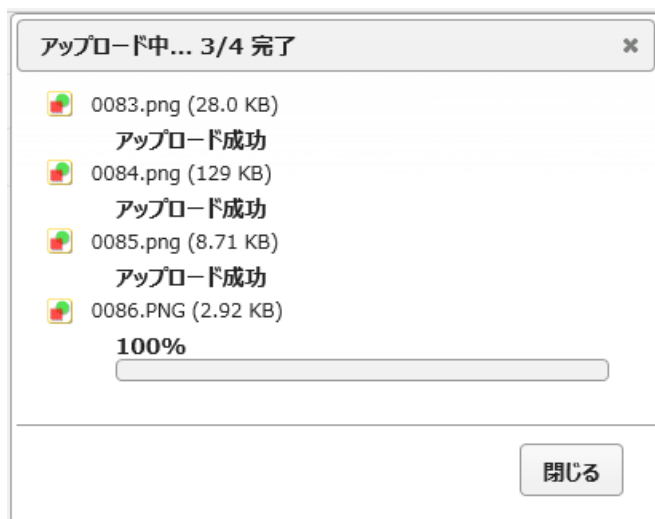 アップロード中... 3/4 完了
0083.png (28.0 KB)
アップロード成功
0084.png (129 KB)
アップロード成功
0085.png (8.71 KB)
アップロード成功
0086.PNG (2.92 KB)
100%
閉じる